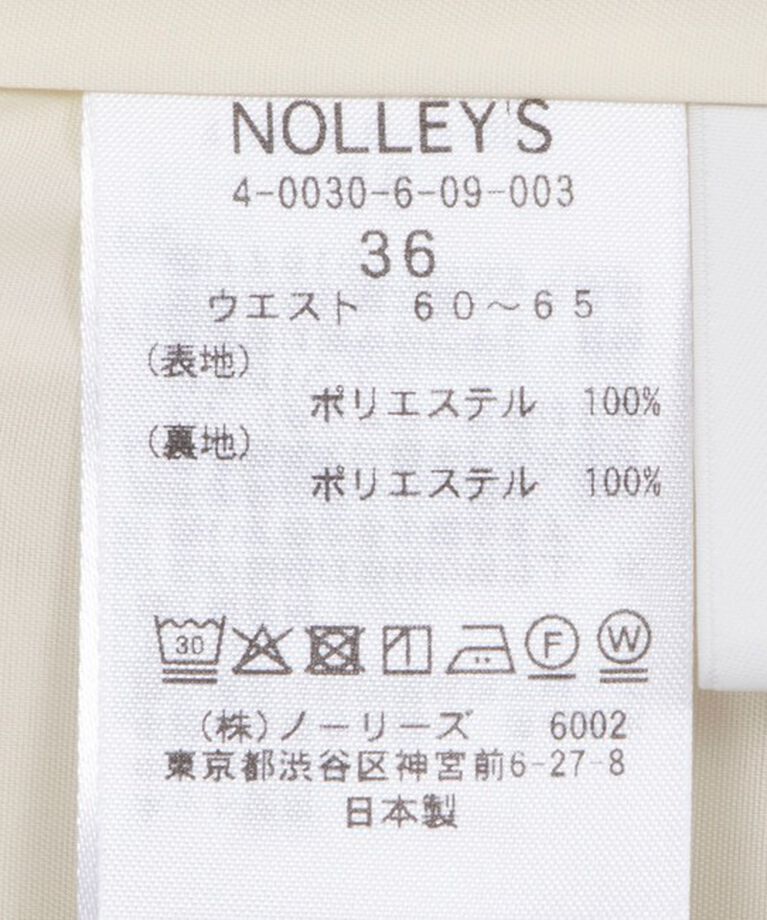 NOLLEY'S
4-0030-6-09-003
36
ウエスト　60～65
(表地)
ポリエステル　100%
(裏地)
ポリエステル　100%
30 F W
(株)ノーリーズ　6002
東京都渋谷区神宮前6-27-8
日本製